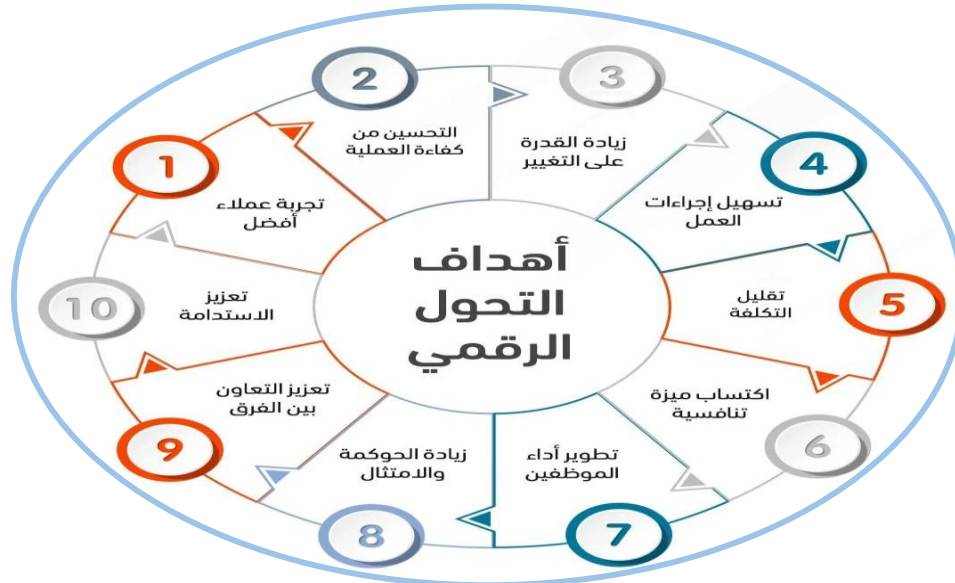 أهداف
التحول
الرقمي
1
تجربة عملاء
أفضل
2
التحسين من
كفاءة العملية
3
زيادة القدرة
على التغيير
4
تسهيل إجراءات
العمل
5
تقليل
التكلفة
6
اكتساب ميزة
تنافسية
7
تطوير أداء
الموظفين
8
زيادة الحوكمة
والامتثال
9
تعزيز التعاون
بين الفرق
10
تعزيز
الاستدامة